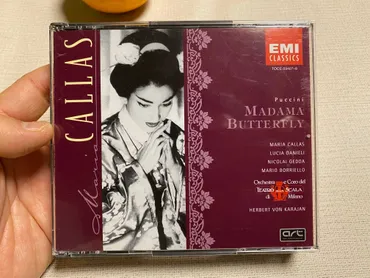 Maria CALLAS
EMI
CLASSICS
Puccini
MADAMA
BUTTERFLY
MARIA CALLAS
LUCIA DANIELI
NICOLAI GEDDA
MARIO BORRIELLO
Orchestra e Coro del
TEATRO alla SCALA
di Milano
HERBERT VON KARAJAN
art